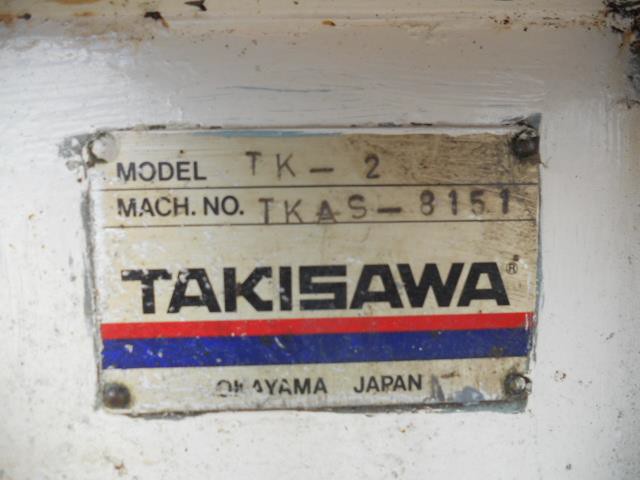 MODEL TK-2
MACH. NO. TKAS-8151
TAKISAWA®
OKAYAMA JAPAN